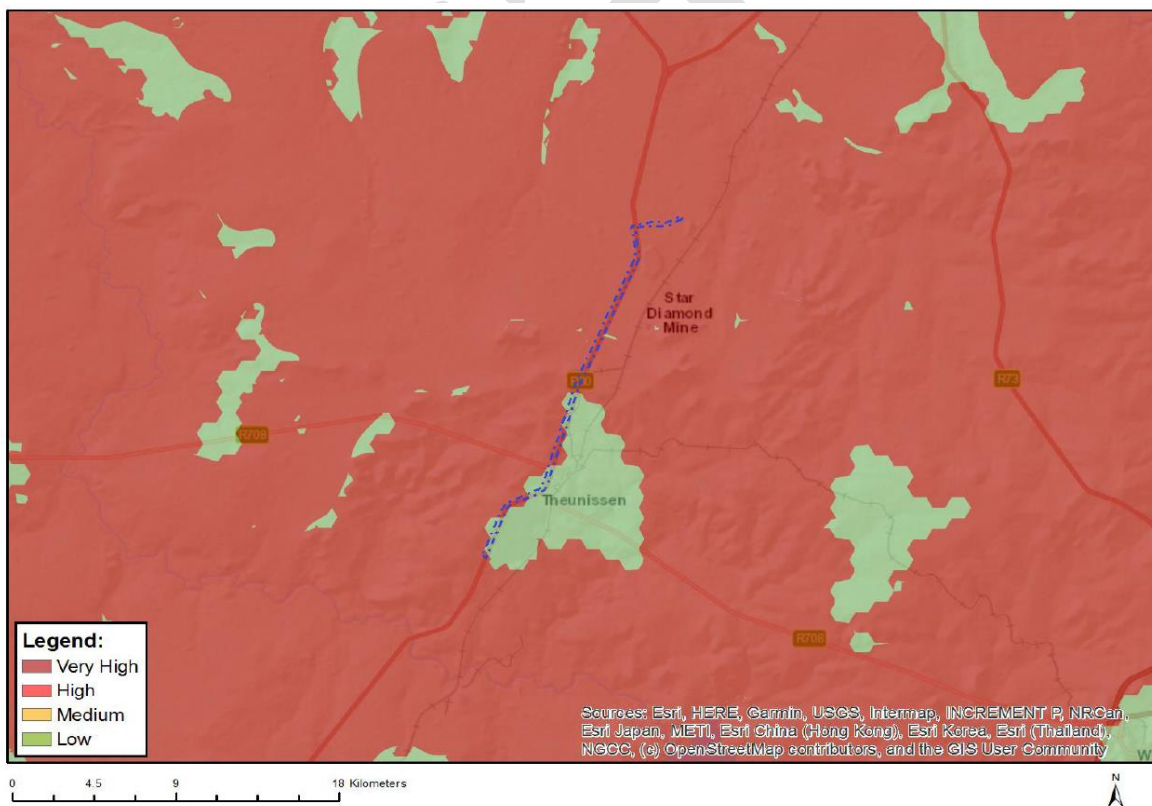 Star
Diamond
Mine
R30
R73
R708
Theunissen
R708
Legend:
Very High
High
Medium
Low
Sources: Esri, HERE, Garmin, USGS, Intermap, INCREMENT P, NRCan,
Esri Japan, METI, Esri China (Hong Kong), Esri Korea, Esri (Thailand),
NGCC, (c) OpenStreetMap contributors, and the GIS User Community
W
0 4.5 9 18 Kilometers
N